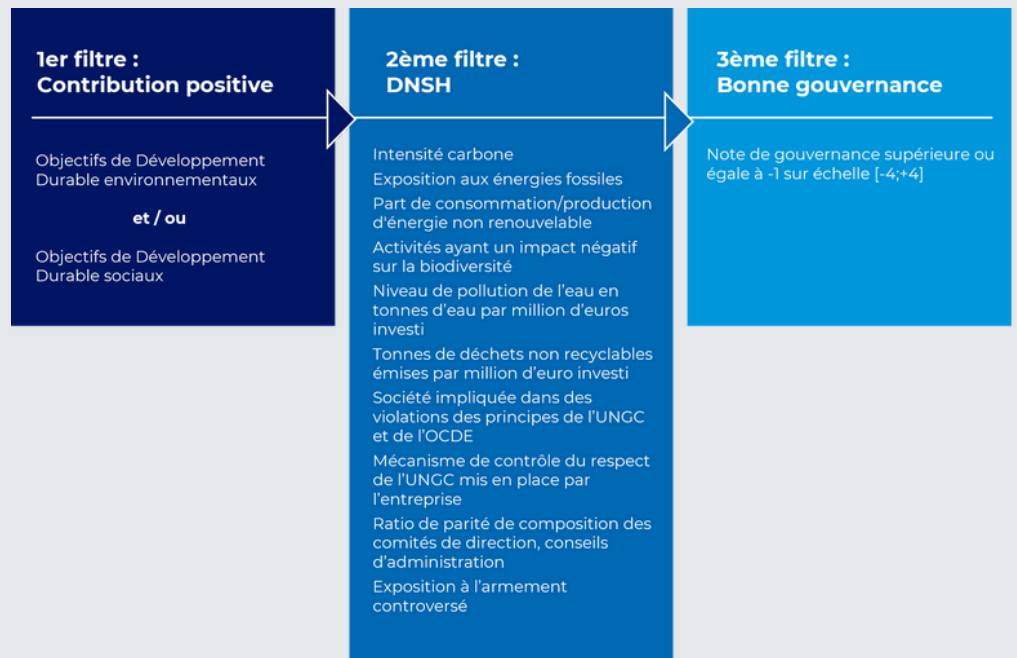 1er filtre :
Contribution positive
Objectifs de Développement
Durable environnementaux
et / ou
Objectifs de Développement
Durable sociaux
2ème filtre :
DNSH
Intensité carbone
Exposition aux énergies fossiles
Part de consommation/production
d'énergie non renouvelable
Activités ayant un impact négatif
sur la biodiversité
Niveau de pollution de l’eau en
tonnes d’eau par million d’euros
investi
Tonnes de déchets non recyclables
émises par million d’euro investi
Société impliquée dans des
violations des principes de l’UNGC
et de l’OCDE
Mécanisme de contrôle du respect
de l’UNGC mis en place par
l’entreprise
Ratio de parité de composition des
comités de direction, conseils
d’administration
Exposition à l’armement
controversé
3ème filtre :
Bonne gouvernance
Note de gouvernance supérieure ou
égale à -1 sur échelle [-4;+4]